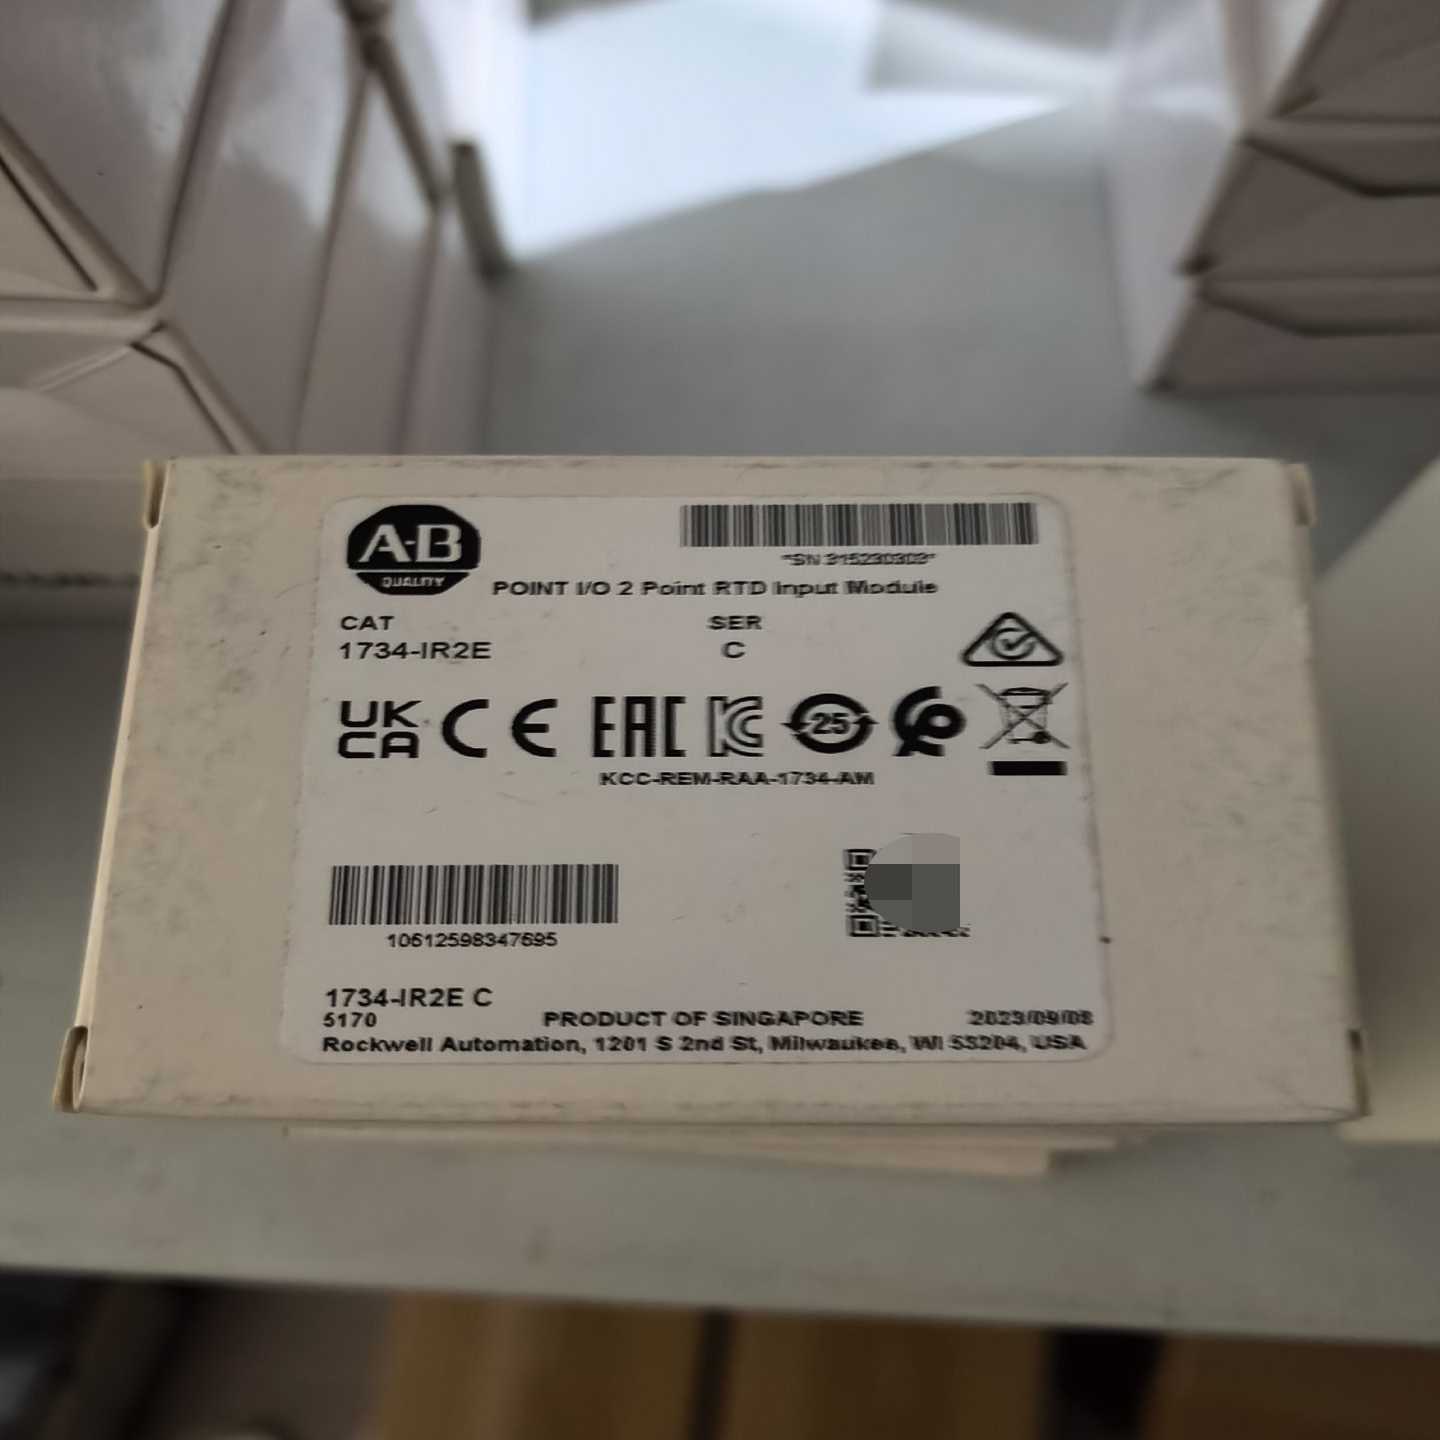 A-B
QUALITY
*SN 315230303*
POINT I/O 2 Point RTD Input Module
CAT SER
1734-IR2E C
UK
CA CE EAC KC 25
KCC-REM-RAA-1734-AM
10612598347695
1734-IR2E C
5170 PRODUCT OF SINGAPORE 2023/09/08
Rockwell Automation, 1201 S 2nd St, Milwaukee, WI 53204, USA